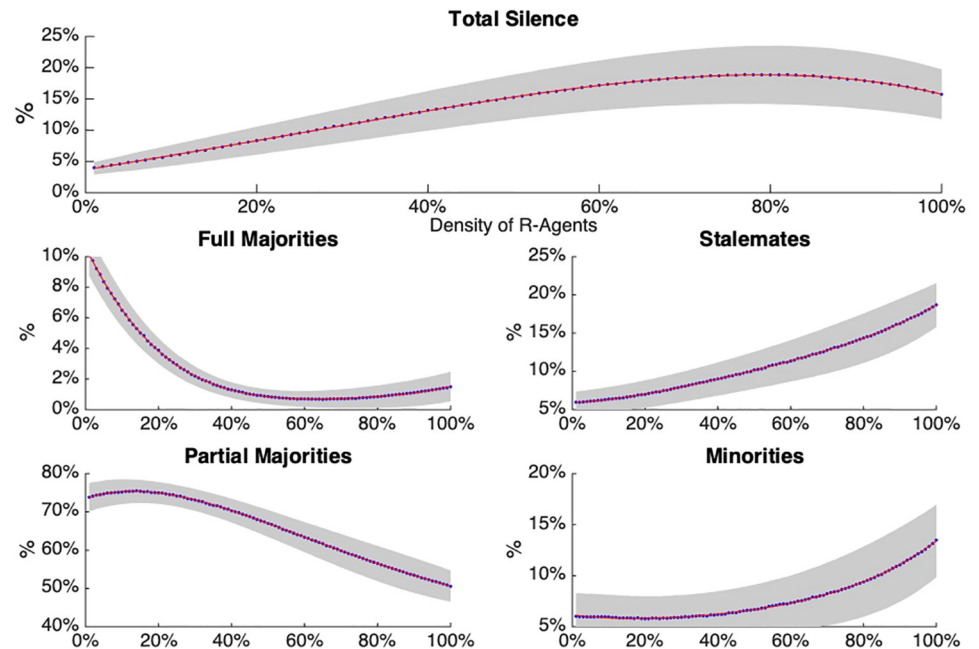 Total Silence
25%
20%
15%
10%
5%
0%
%
0% 20% 40% 60% 80% 100%
Density of R-Agents
Full Majorities
10%
8%
6%
4%
2%
0%
%
0% 20% 40% 60% 80% 100%
Stalemates
25%
20%
15%
10%
5%
%
0% 20% 40% 60% 80% 100%
Partial Majorities
80%
70%
60%
50%
40%
%
0% 20% 40% 60% 80% 100%
Minorities
20%
15%
10%
5%
%
0% 20% 40% 60% 80% 100%